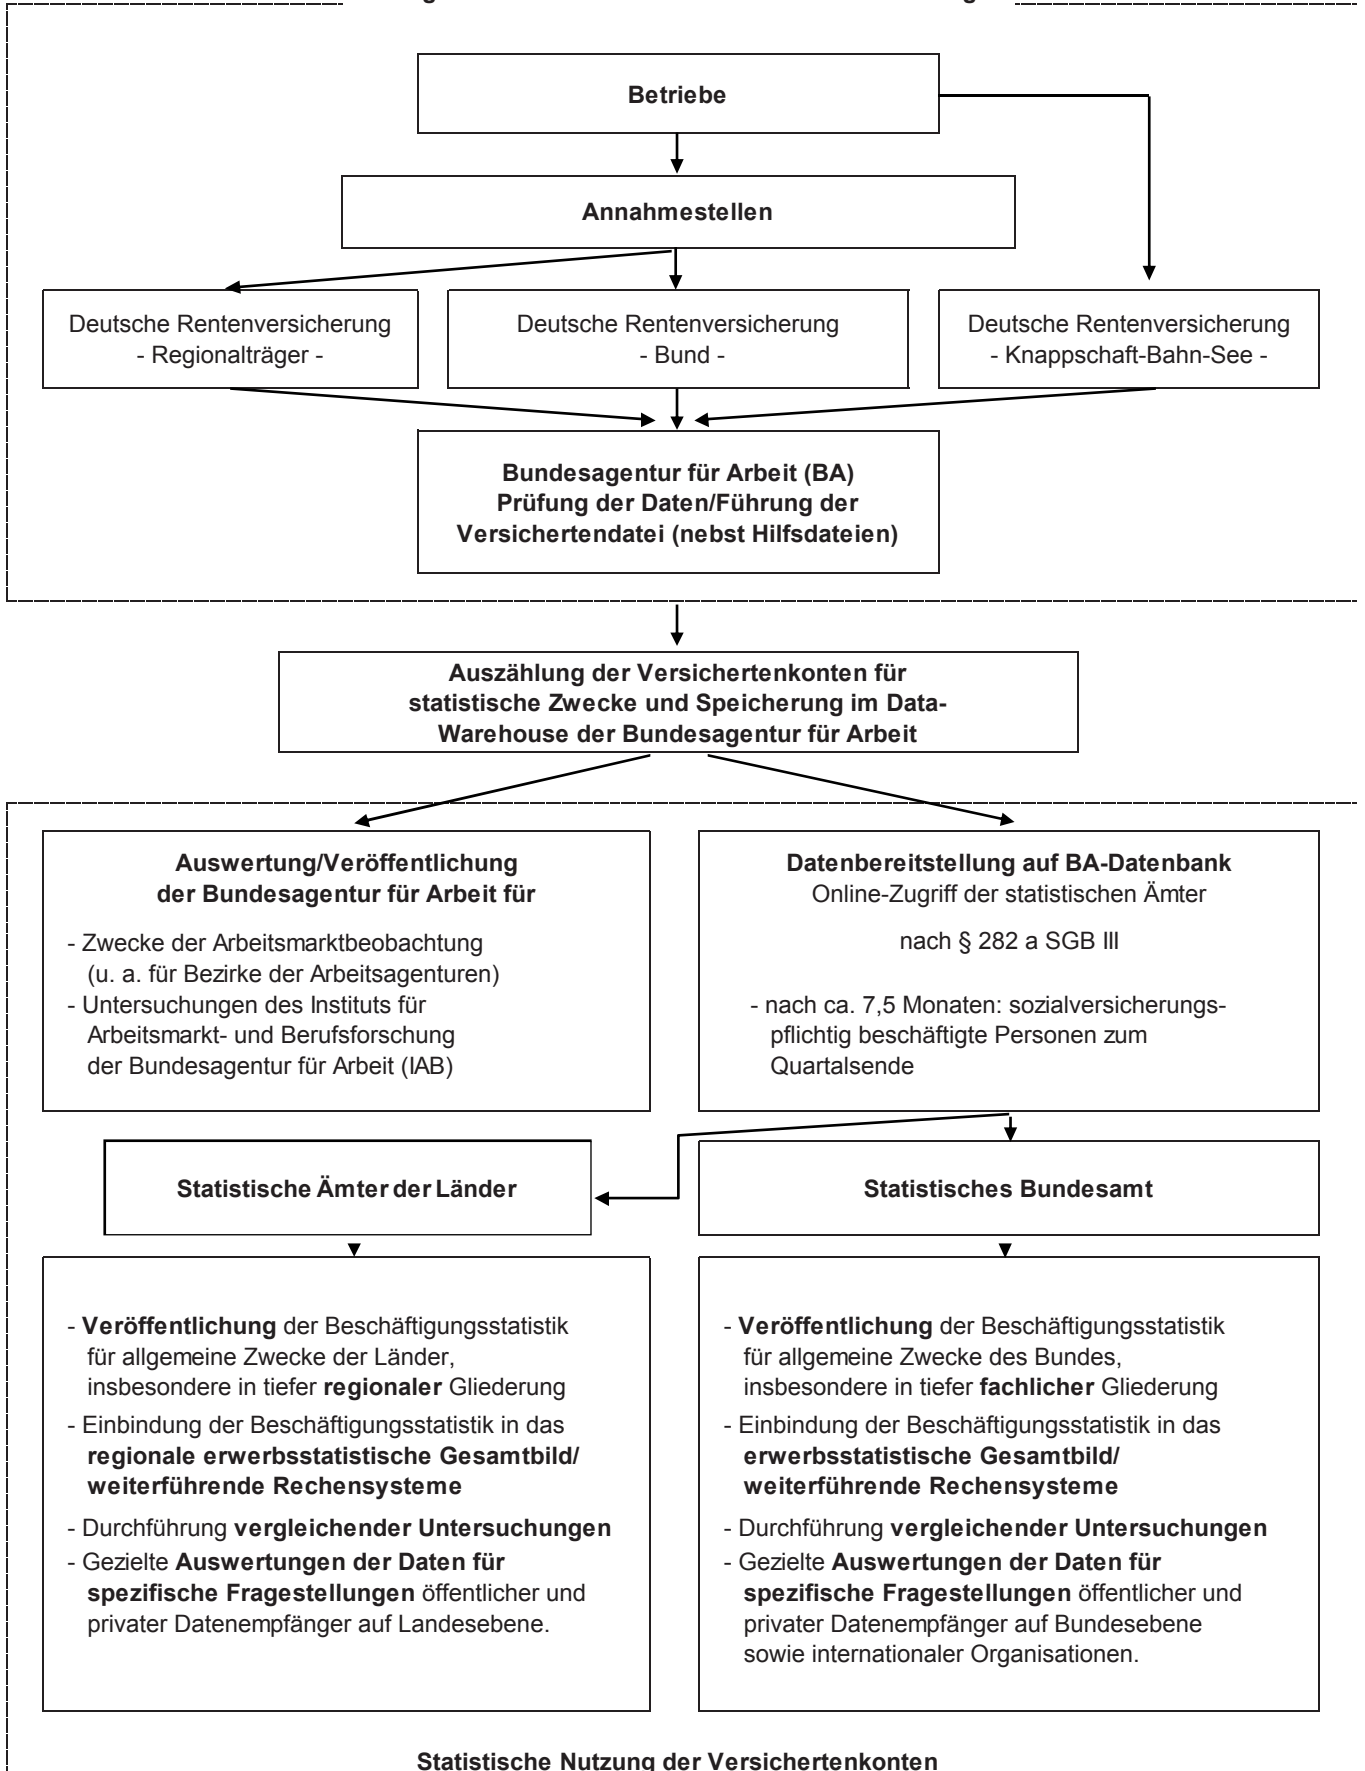 Betriebe
Annahmestellen
Deutsche Rentenversicherung
- Regionalträger -
Deutsche Rentenversicherung
- Bund -
Deutsche Rentenversicherung
- Knappschaft-Bahn-See -
Bundesagentur für Arbeit (BA)
Prüfung der Daten/Führung der
Versichertendatei (nebst Hilfsdateien)
Auszählung der Versichertenkonten für
statistische Zwecke und Speicherung im Data-
Warehouse der Bundesagentur für Arbeit
Auswertung/Veröffentlichung
der Bundesagentur für Arbeit für
- Zwecke der Arbeitsmarktbeobachtung
(u. a. für Bezirke der Arbeitsagenturen)
- Untersuchungen des Instituts für
Arbeitsmarkt- und Berufsforschung
der Bundesagentur für Arbeit (IAB)
Datenbereitstellung auf BA-Datenbank
Online-Zugriff der statistischen Ämter
nach § 282 a SGB III
- nach ca. 7,5 Monaten: sozialversicherungs-
pflichtig beschäftigte Personen zum
Quartalsende
Statistische Ämter der Länder
Statistisches Bundesamt
- Veröffentlichung der Beschäftigungsstatistik
für allgemeine Zwecke der Länder,
insbesondere in tiefer regionaler Gliederung
- Einbindung der Beschäftigungsstatistik in das
regionale erwerbsstatistische Gesamtbild/
weiterführende Rechensysteme
- Durchführung vergleichender Untersuchungen
- Gezielte Auswertungen der Daten für
spezifische Fragestellungen öffentlicher und
privater Datenempfänger auf Landesebene.
- Veröffentlichung der Beschäftigungsstatistik
für allgemeine Zwecke des Bundes,
insbesondere in tiefer fachlicher Gliederung
- Einbindung der Beschäftigungsstatistik in das
erwerbsstatistische Gesamtbild/
weiterführende Rechensysteme
- Durchführung vergleichender Untersuchungen
- Gezielte Auswertungen der Daten für
spezifische Fragestellungen öffentlicher und
privater Datenempfänger auf Bundesebene
sowie internationaler Organisationen.
Statistische Nutzung der Versichertenkonten